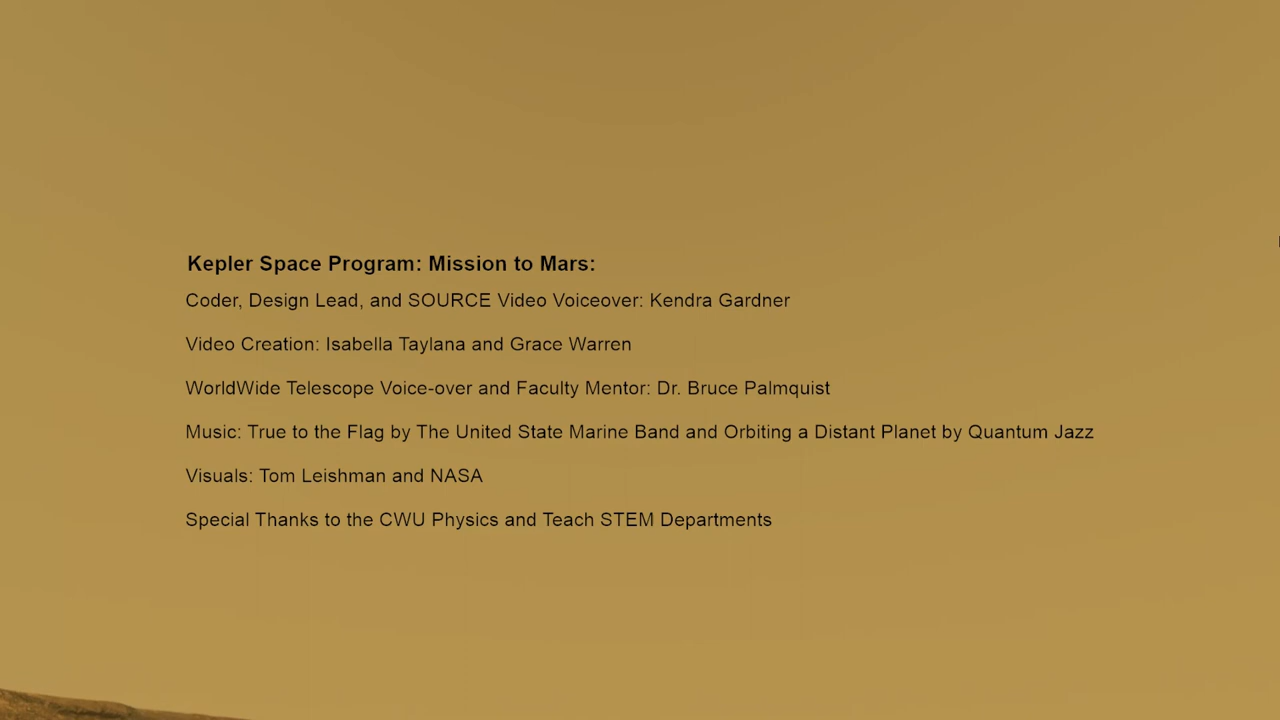 Kepler Space Program: Mission to Mars:
Coder, Design Lead, and SOURCE Video Voiceover: Kendra Gardner
Video Creation: Isabella Taylana and Grace Warren
WorldWide Telescope Voice-over and Faculty Mentor: Dr. Bruce Palmquist
Music: True to the Flag by The United State Marine Band and Orbiting a Distant Planet by Quantum Jazz
Visuals: Tom Leishman and NASA
Special Thanks to the CWU Physics and Teach STEM Departments